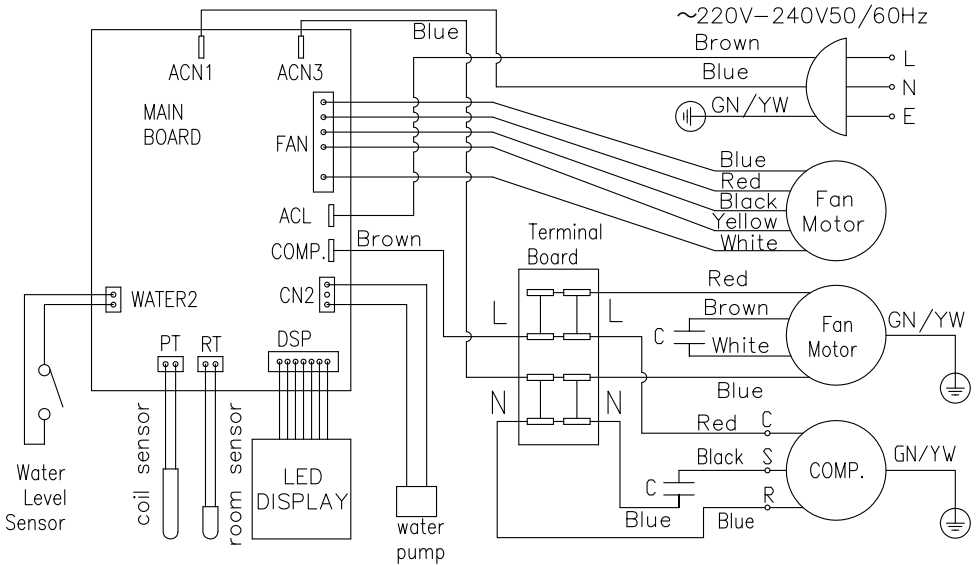 ~220V-240V50/60Hz
Blue
Brown
L
ACN1
ACN3
Blue
N
MAIN
BOARD
GN/YW
E
FAN
Blue
Red
Black
Yellow
White
Fan
Motor
ACL
COMP.
Brown
Terminal
Board
WATER2
CN2
Red
L
L
Brown
C
White
Fan
Motor
GN/YW
PT
RT
DSP
Blue
N
N
Red
C
coil sensor
room sensor
Black
S
COMP.
GN/YW
Water
Level
Sensor
LED
DISPLAY
C
R
Blue
Blue
water
pump